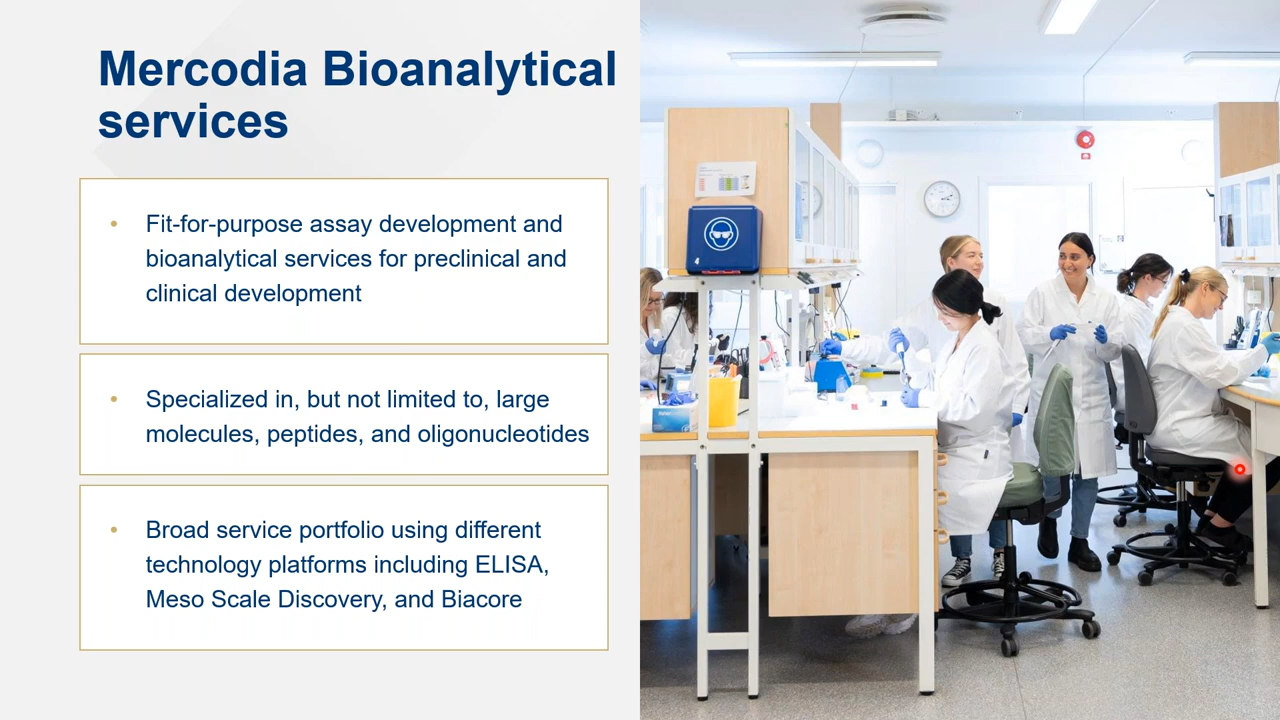 Mercodia Bioanalytical
services
• Fit-for-purpose assay development and
bioanalytical services for preclinical and
clinical development
• Specialized in, but not limited to, large
molecules, peptides, and oligonucleotides
• Broad service portfolio using different
technology platforms including ELISA,
Meso Scale Discovery, and Biacore
4